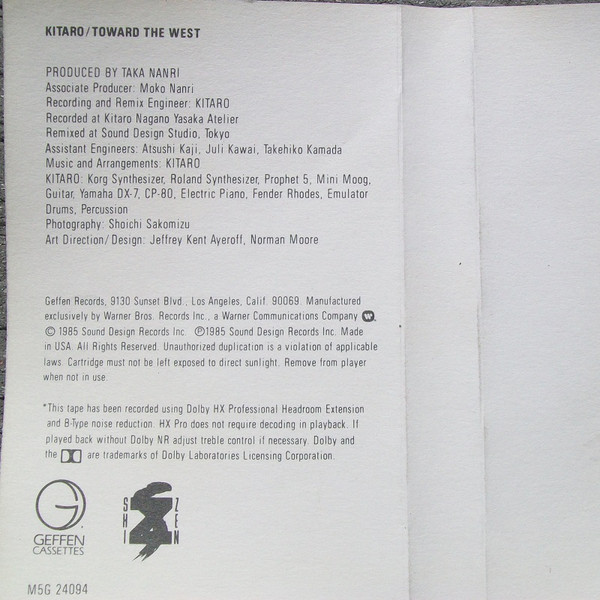 KITARO/TOWARD THE WEST
PRODUCED BY TAKA NANRI
Associate Producer: Moko Nanri
Recording and Remix Engineer: KITARO
Recorded at Kitaro Nagano Yasaka Atelier
Remixed at Sound Design Studio, Tokyo
Assistant Engineers: Atsushi Kaji, Juli Kawai, Takehiko Kamada
Music and Arrangements: KITARO
KITARO: Korg Synthesizer, Roland Synthesizer, Prophet 5, Mini Moog,
Guitar, Yamaha DX-7, CP-80, Electric Piano, Fender Rhodes, Emulator
Drums, Percussion
Photography: Shoichi Sakomizu
Art Direction/Design: Jeffrey Kent Ayeroff, Norman Moore
Geffen Records, 9130 Sunset Blvd., Los Angeles, Calif. 90069. Manufactured
exclusively by Warner Bros. Records Inc., a Warner Communications Company W.
© 1985 Sound Design Records Inc. ℗1985 Sound Design Records Inc. Made
in USA. All Rights Reserved. Unauthorized duplication is a violation of applicable
laws. Cartridge must not be left exposed to direct sunlight. Remove from player
when not in use.
*This tape has been recorded using Dolby HX Professional Headroom Extension
and B-Type noise reduction. HX Pro does not require decoding in playback. If
played back without Dolby NR adjust treble control if necessary. Dolby and
the are trademarks of Dolby Laboratories Licensing Corporation.
G
GEFFEN
CASSETTES
SHI
ZEN
M5G 24094